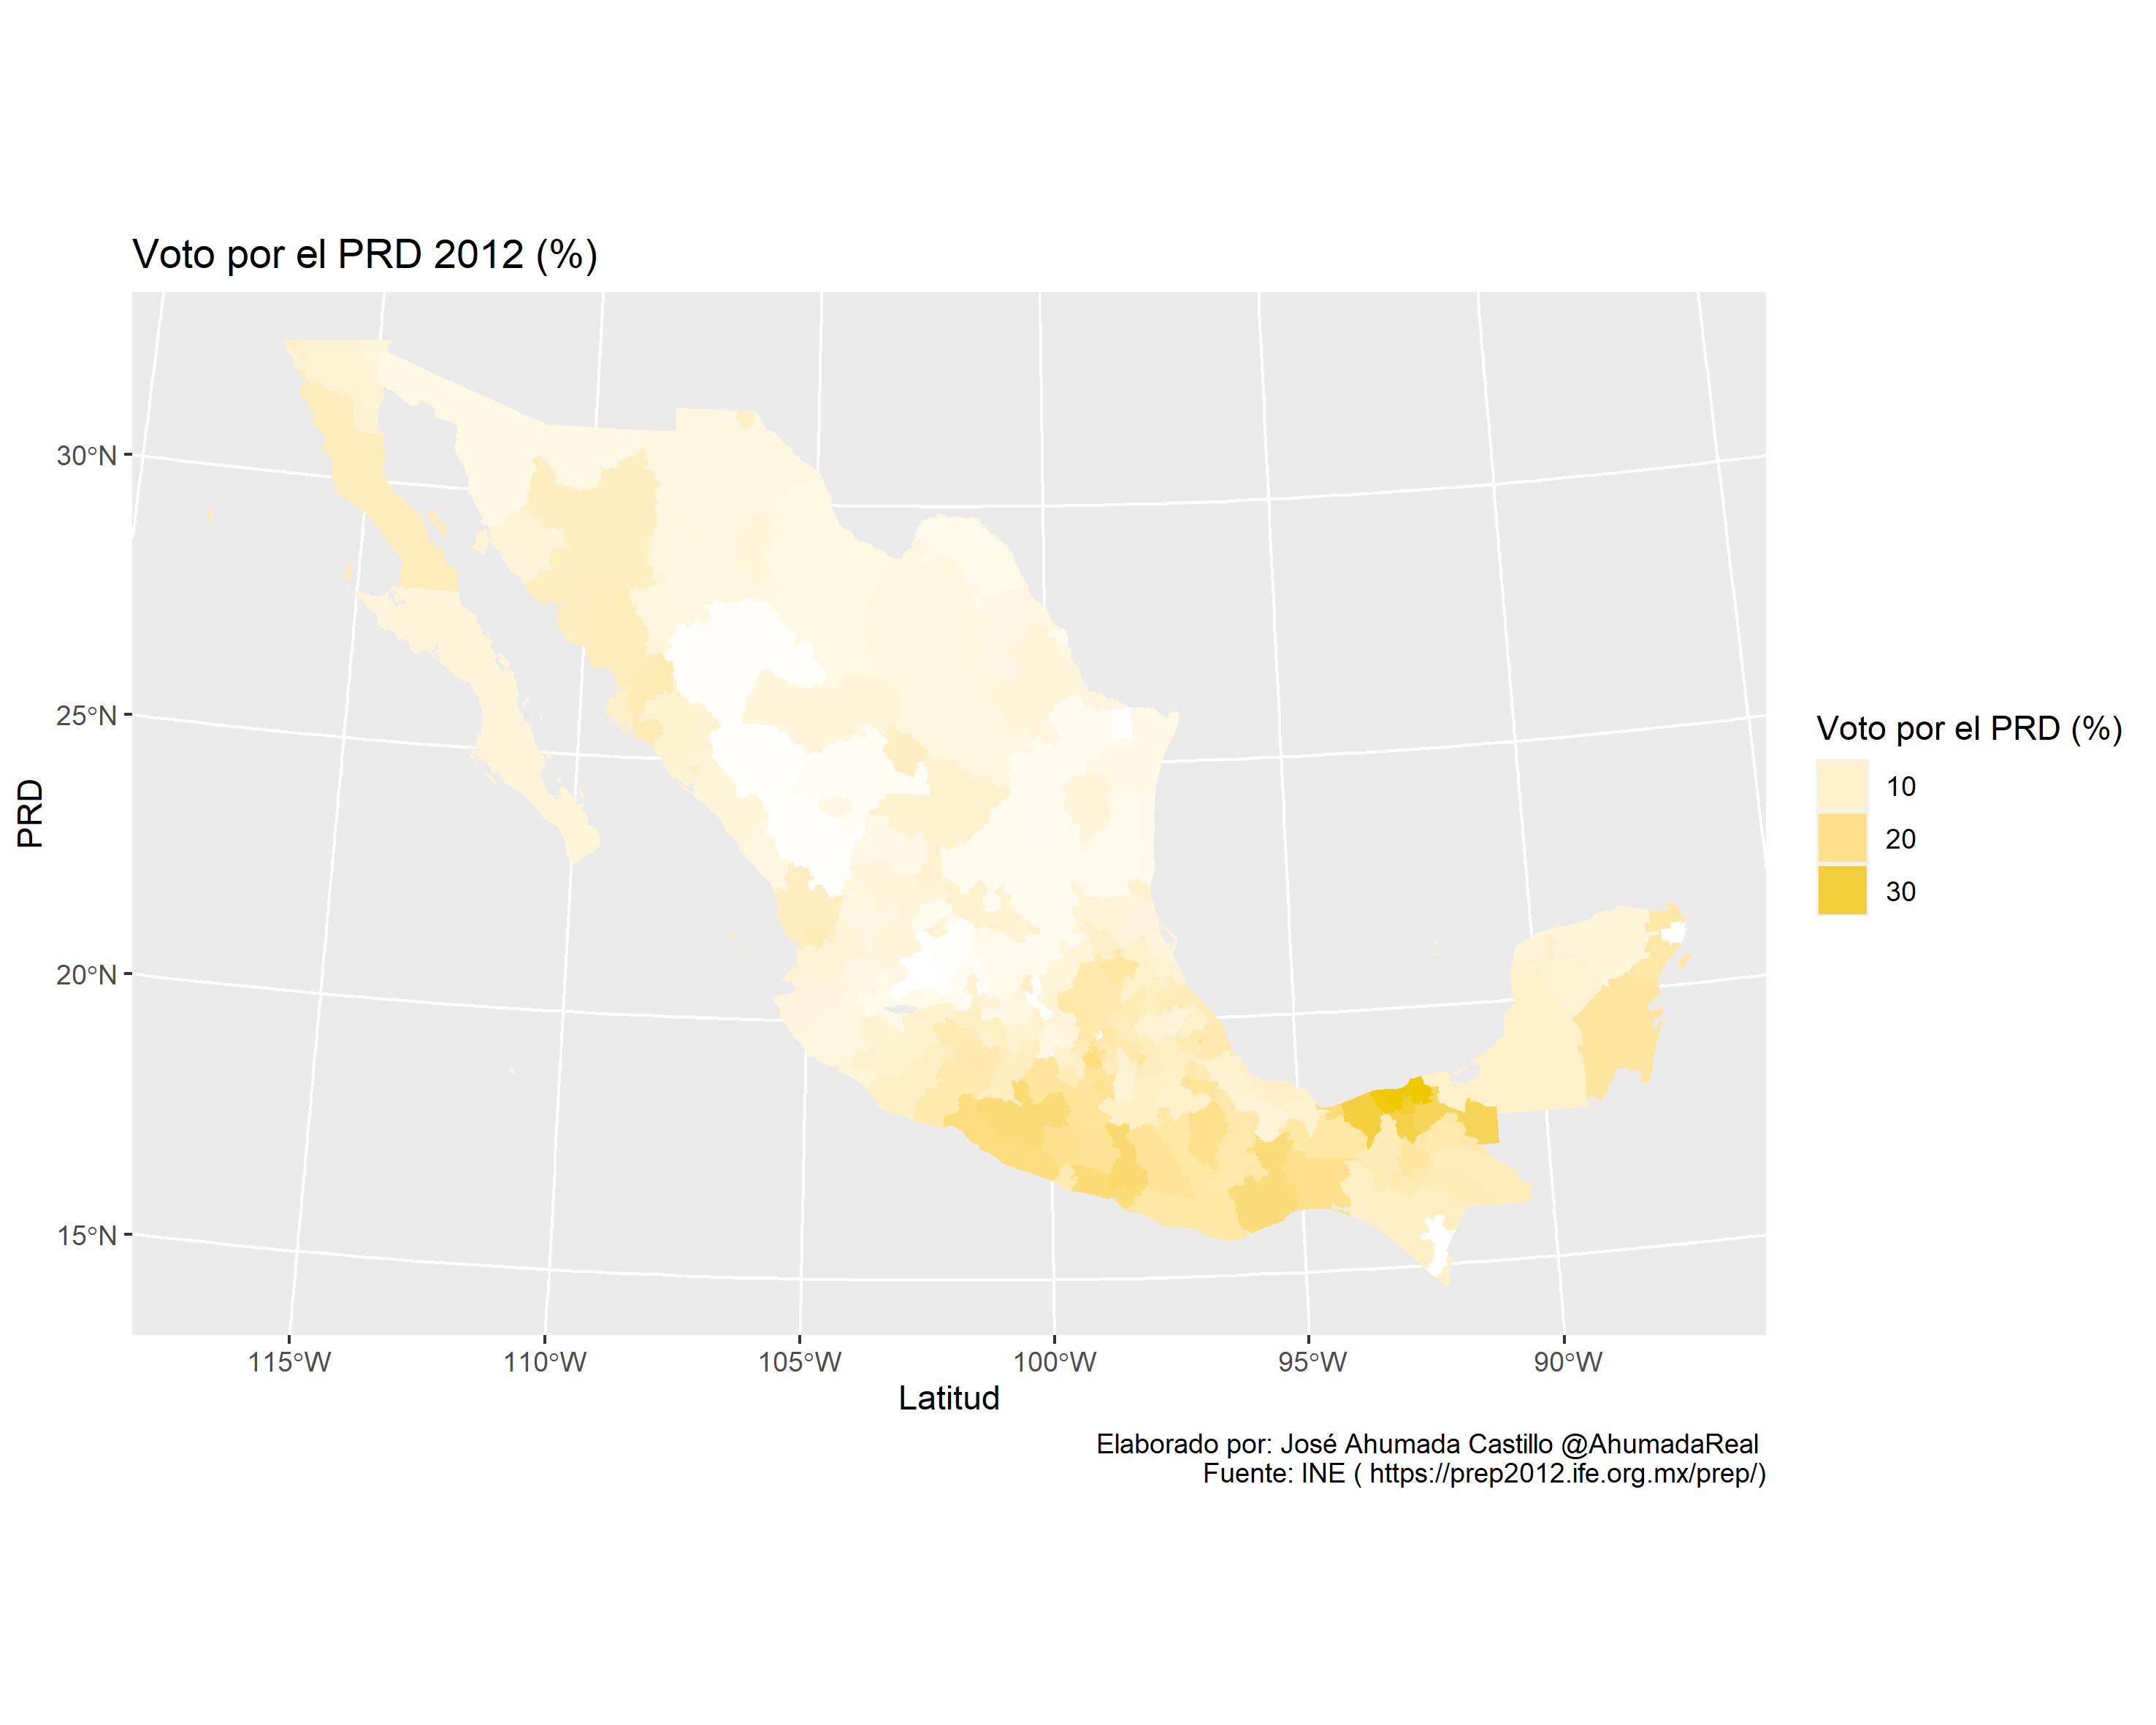 Voto por el PRD 2012 (%)
30°N
25°N
20°N
15°N
PRD
115°W 110°W 105°W 100°W 95°W 90°W
Latitud
Voto por el PRD (%)
10
20
30
Elaborado por: José Ahumada Castillo @AhumadaReal
Fuente: INE ( https://prep2012.ife.org.mx/prep/)